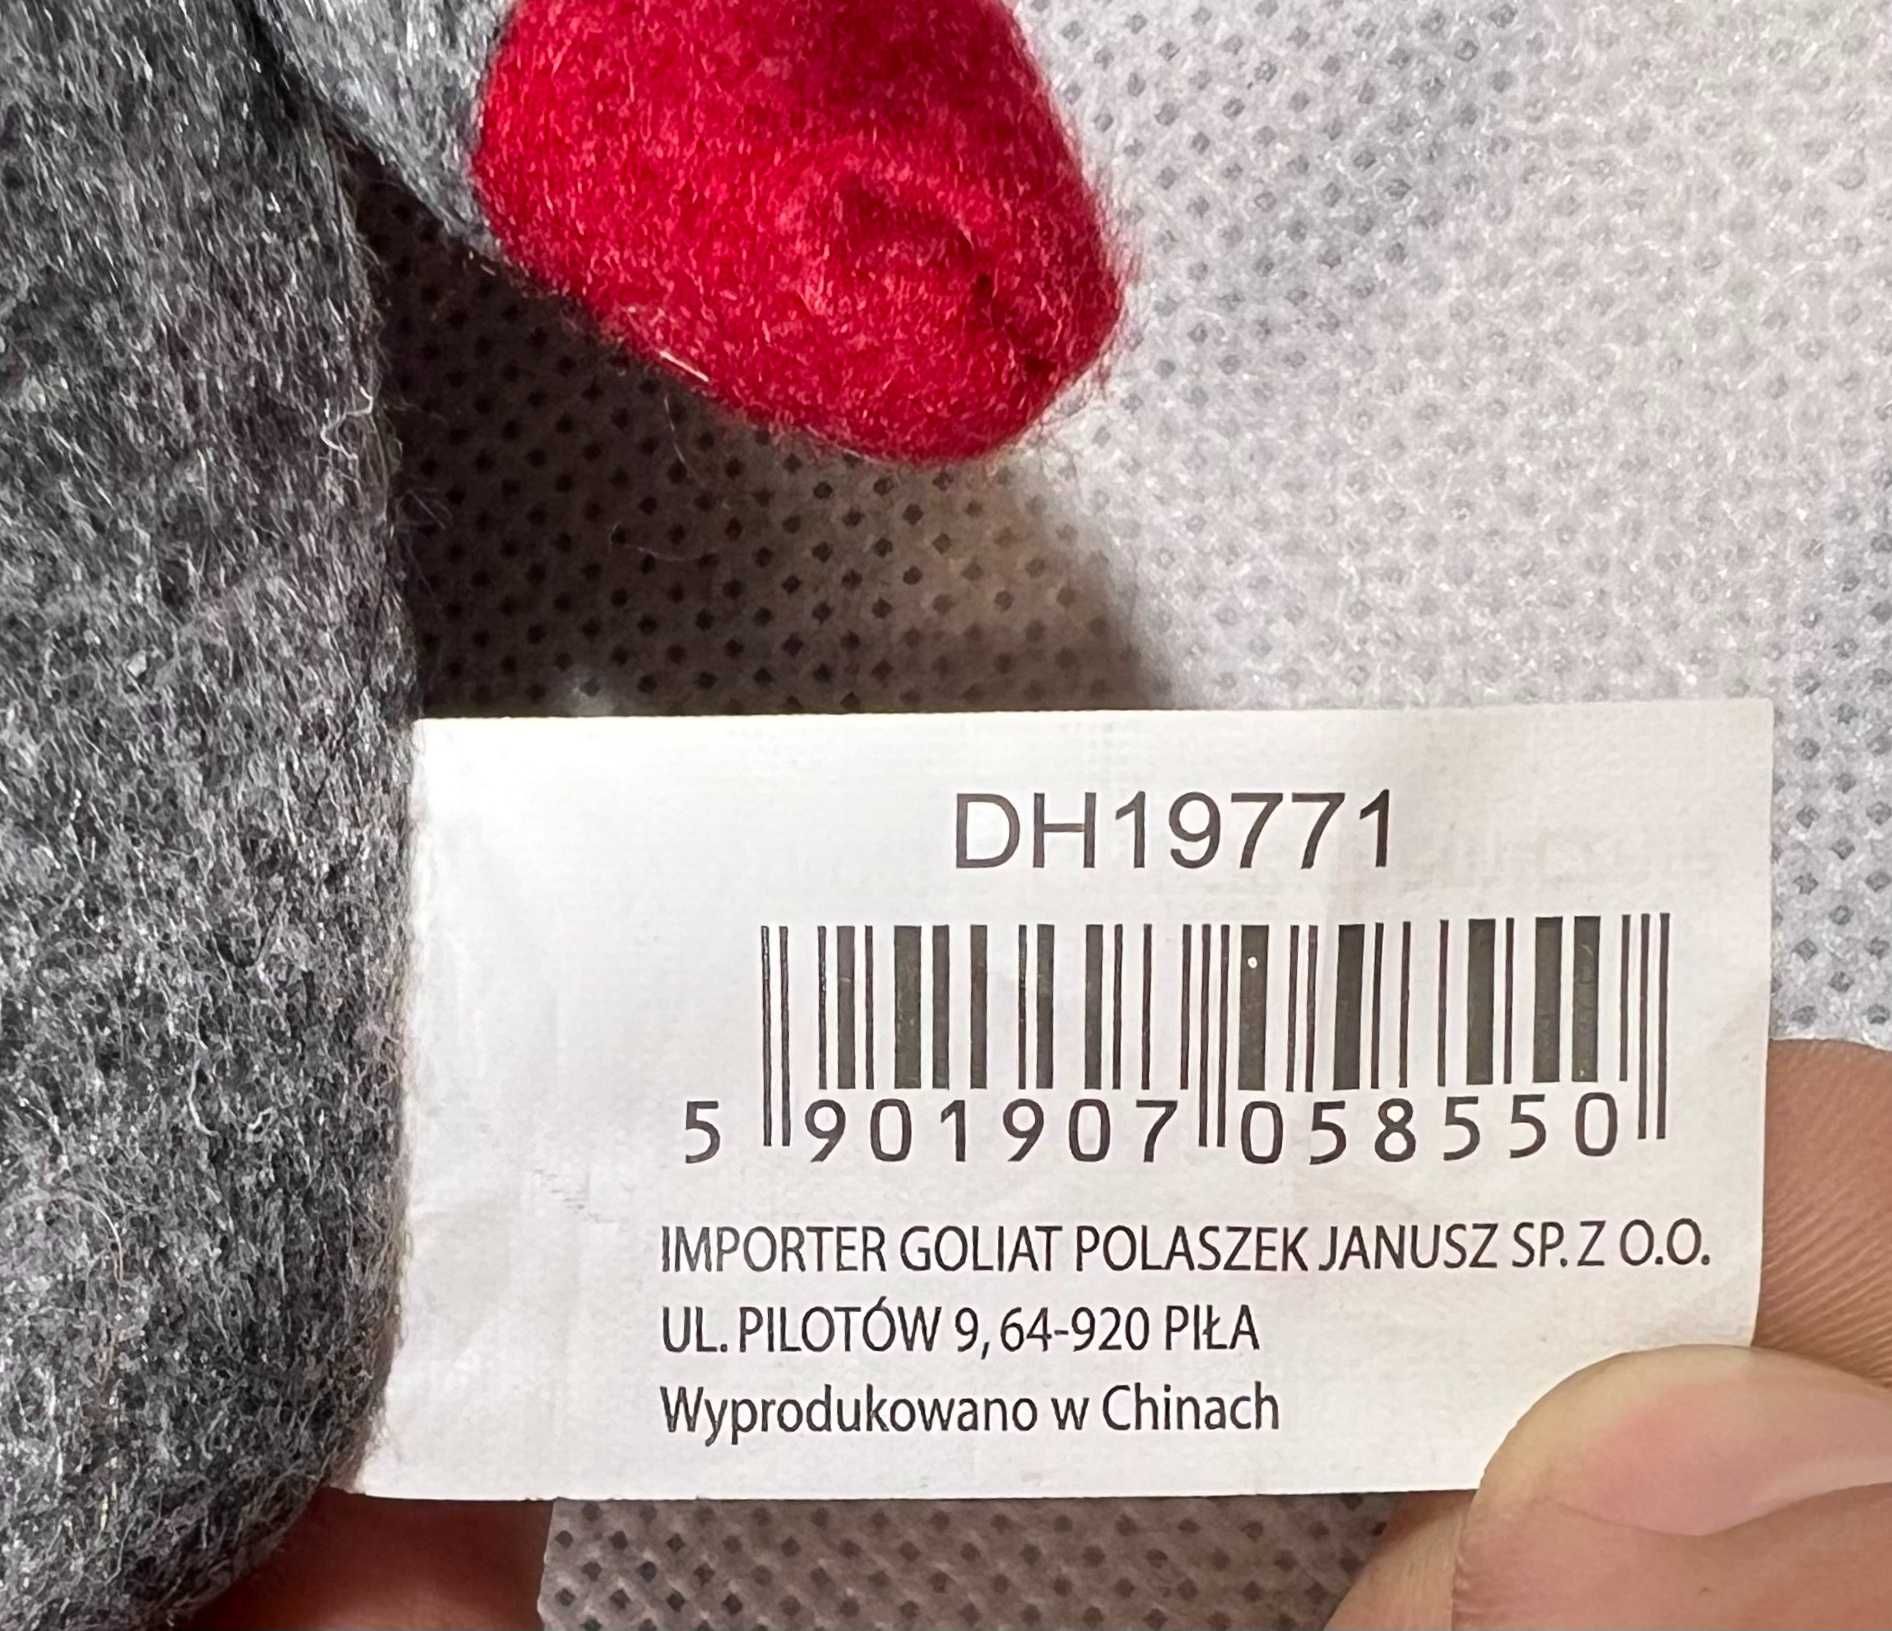 DH19771
5 901907 058550
IMPORTER GOLIAT POLASZEK JANUSZ SP. Z O.O.
UL. PILOTÓW 9, 64-920 PIŁA
Wyprodukowano w Chinach